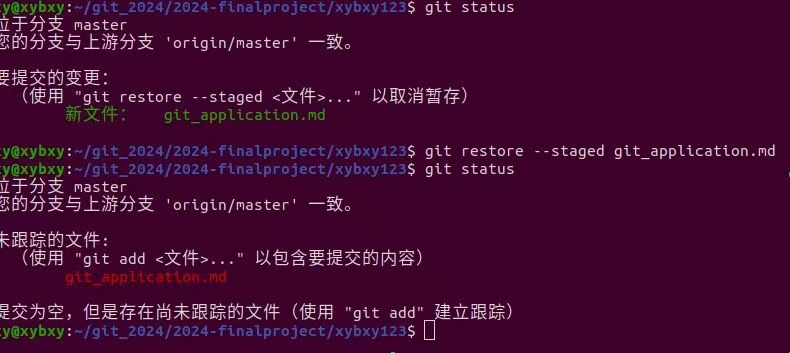 xy@xybxy:~/git_2024/2024-finalproject/xybxy123$ git status
位于分支 master
您的分支与上游分支 'origin/master' 一致。
要提交的变更：
（使用 "git restore --staged <文件>..." 以取消暂存）
新文件： git_application.md
xy@xybxy:~/git_2024/2024-finalproject/xybxy123$ git restore --staged git_application.md
xy@xybxy:~/git_2024/2024-finalproject/xybxy123$ git status
位于分支 master
您的分支与上游分支 'origin/master' 一致。
未跟踪的文件:
（使用 "git add <文件>..." 以包含要提交的内容）
git_application.md
提交为空，但是存在尚未跟踪的文件（使用 "git add" 建立跟踪）
xy@xybxy:~/git_2024/2024-finalproject/xybxy123$